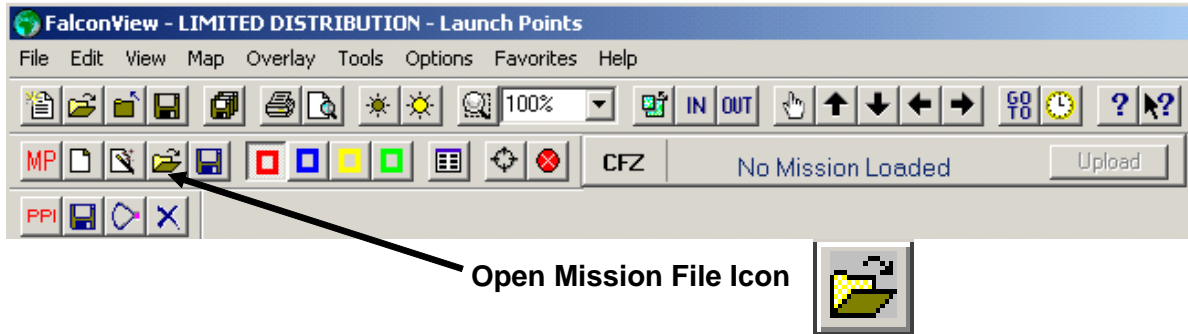 FalconView - LIMITED DISTRIBUTION - Launch Points
File Edit View Map Overlay Tools Options Favorites Help
100% IN OUT GO TO ? ?
MP CFZ No Mission Loaded Upload
PPI
Open Mission File Icon